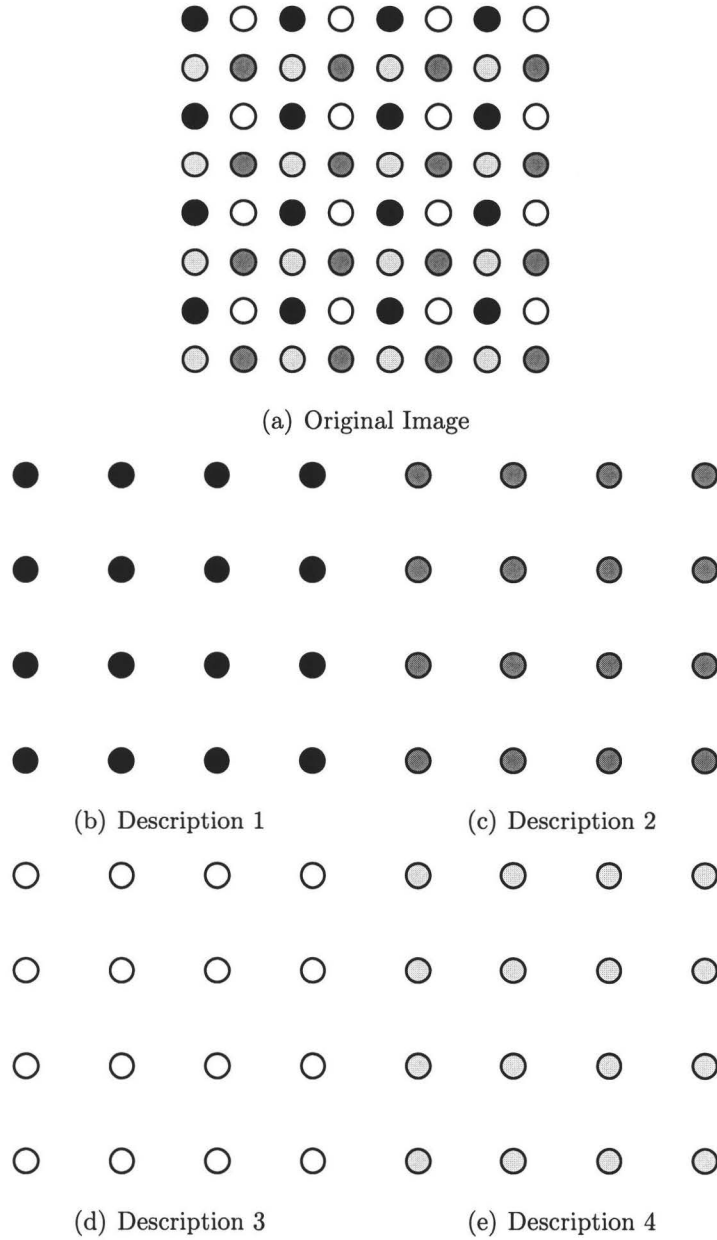 (a) Original Image
(b) Description 1
(c) Description 2
(d) Description 3
(e) Description 4